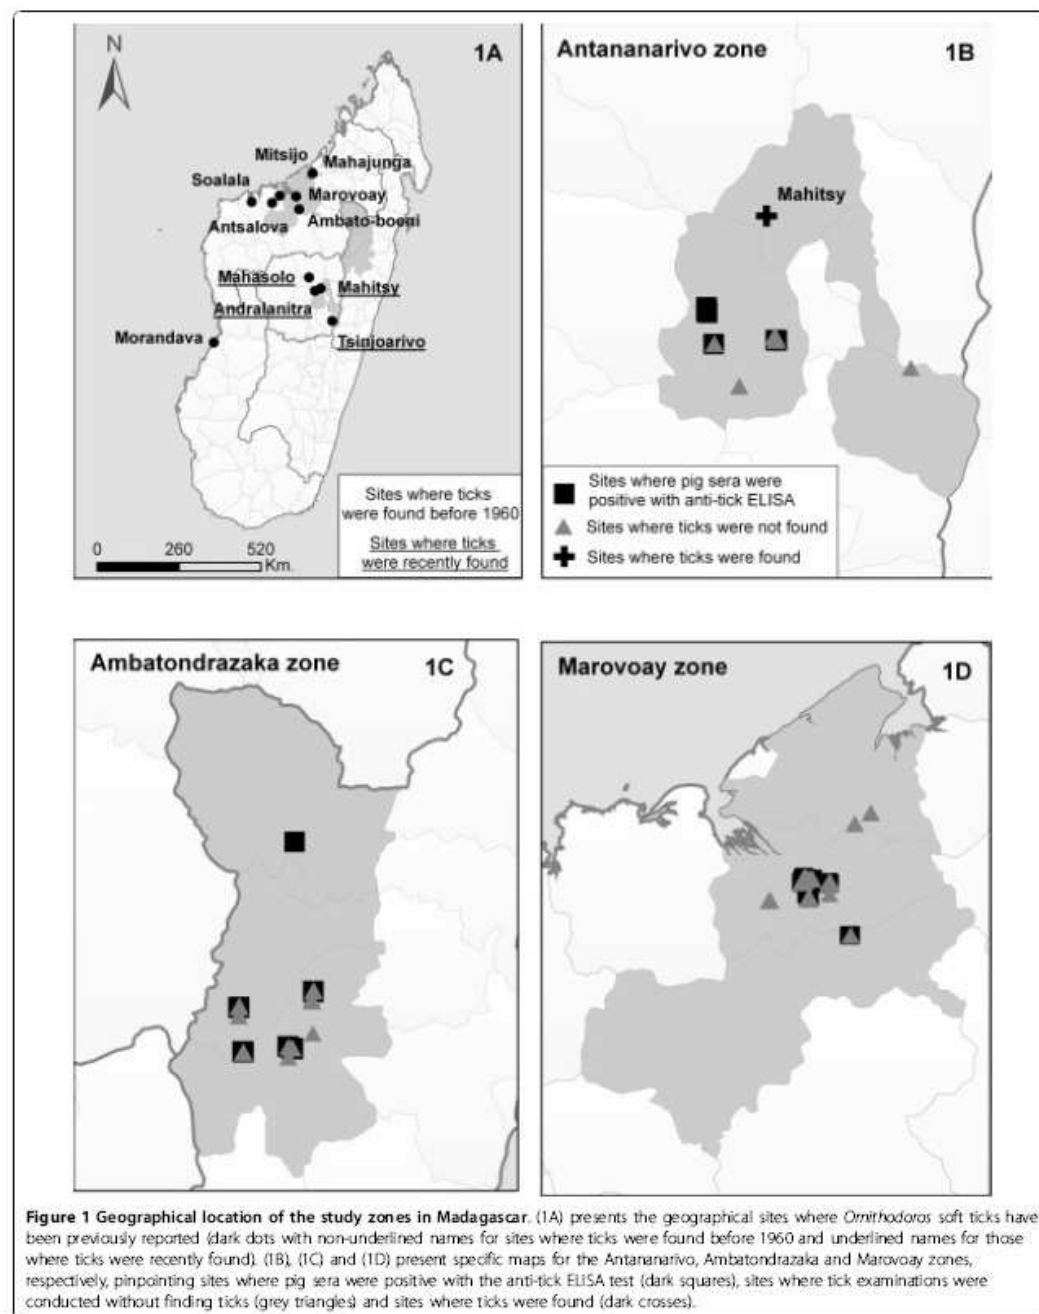 N
1A
Mitsijo
Mahajunga
Soalala
Marovoay
Antsalova
Ambato-boeni
Mahasolo
Mahitsy
Andralanitra
Morandava
Tsinjoarivo
Sites where ticks
were found before 1960
Sites where ticks
were recently found
0 260 520
Km.
Antananarivo zone
1B
Mahitsy
Sites where pig sera were
positive with anti-tick ELISA
Sites where ticks were not found
Sites where ticks were found
Ambatondrazaka zone
1C
Marovoay zone
1D
Figure 1 Geographical location of the study zones in Madagascar. (1A) presents the geographical sites where Ornithodoros soft ticks have
been previously reported (dark dots with non-underlined names for sites where ticks were found before 1960 and underlined names for those
where ticks were recently found). (1B), (1C) and (1D) present specific maps for the Antananarivo, Ambatondrazaka and Marovoay zones,
respectively, pinpointing sites where pig sera were positive with the anti-tick ELISA test (dark squares), sites where tick examinations were
conducted without finding ticks (grey triangles) and sites where ticks were found (dark crosses).